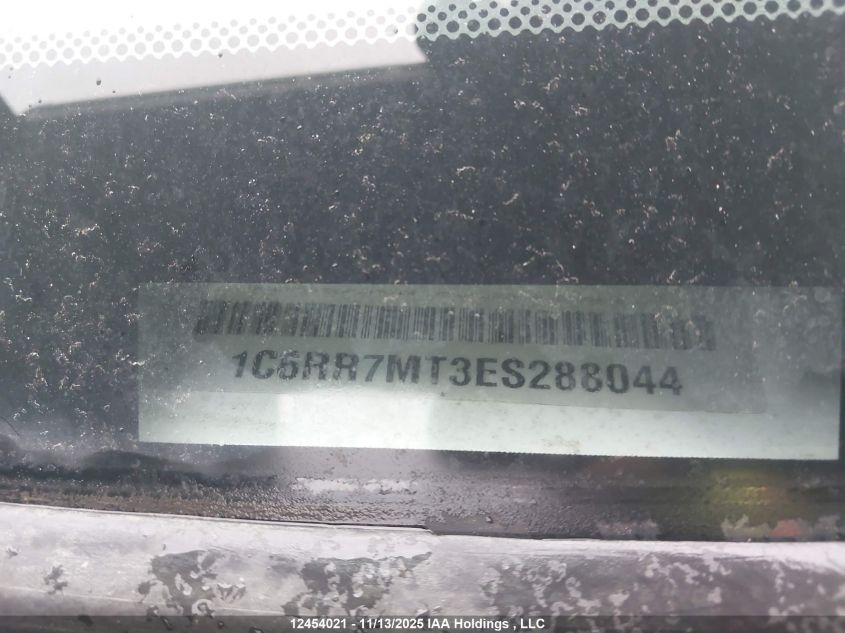 1C6RR7MT3ES288044
12454021 - 11/13/2025 IAA Holdings , LLC